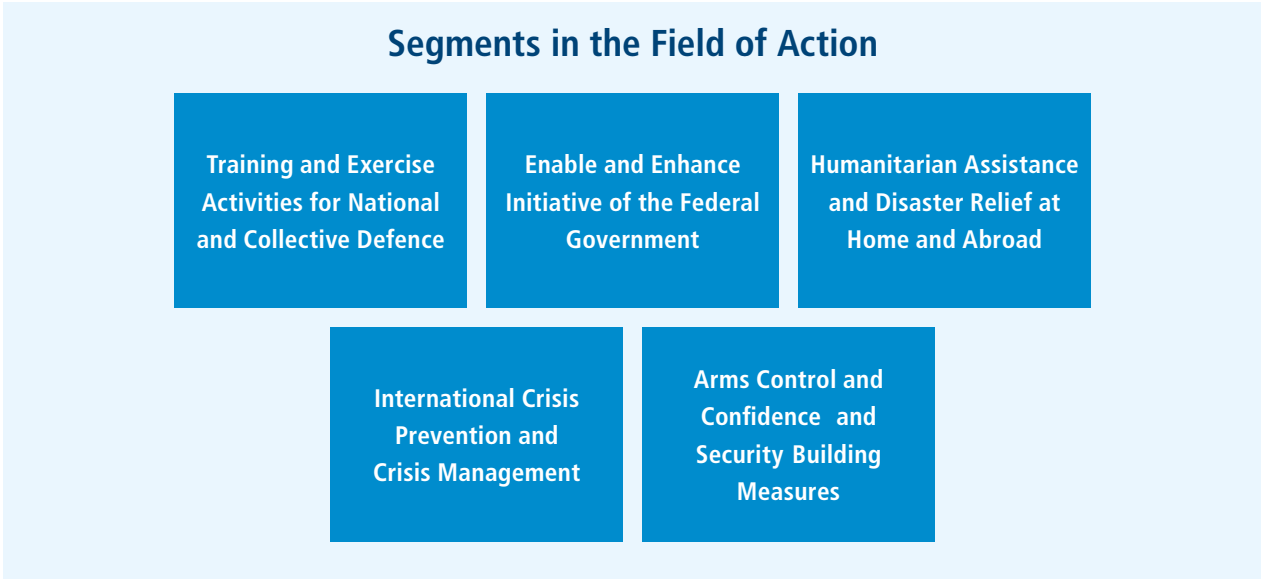 Segments in the Field of Action
Training and Exercise
Activities for National
and Collective Defence
Enable and Enhance
Initiative of the Federal
Government
Humanitarian Assistance
and Disaster Relief at
Home and Abroad
International Crisis
Prevention and
Crisis Management
Arms Control and
Confidence and
Security Building
Measures